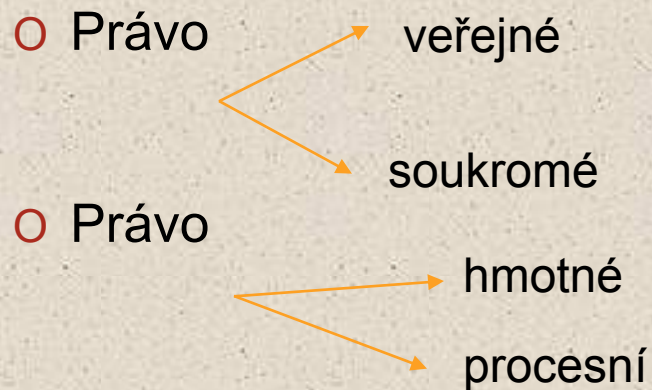 O Právo veřejné
soukromé
O Právo
hmotné
procesní